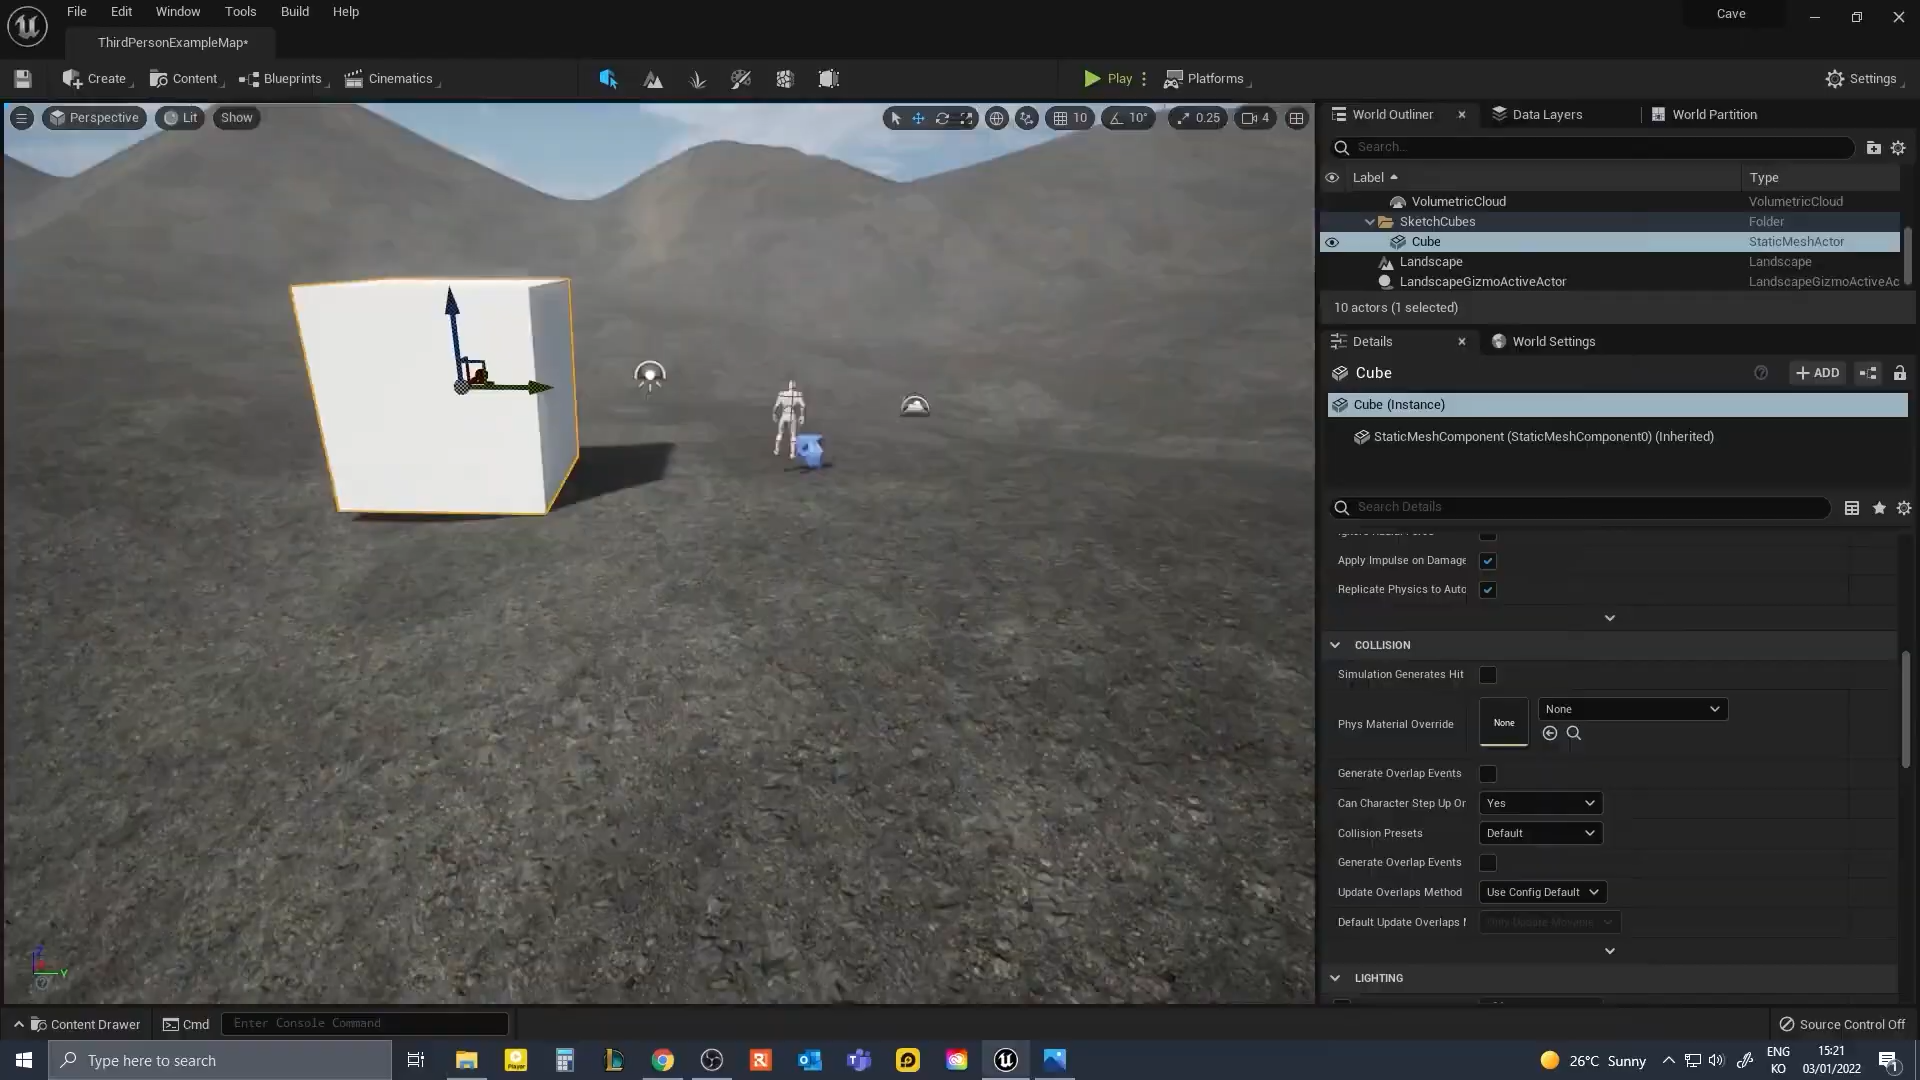 File Edit Window Tools Build Help
Cave
ThirdPersonExampleMap*
Create Content Blueprints Cinematics
Play Platforms
Settings
Perspective Lit Show
10 10° 0.25 4
World Outliner Data Layers World Partition
Search...
Label Type
VolumetricCloud VolumetricCloud
SketchCubes Folder
Cube StaticMeshActor
Landscape Landscape
LandscapeGizmoActiveActor LandscapeGizmoActiveAc
10 actors (1 selected)
Details World Settings
Cube
+ ADD
Cube (Instance)
StaticMeshComponent (StaticMeshComponent0) (Inherited)
Search Details
Apply Impulse on Damage
Replicate Physics to Auto
COLLISION
Simulation Generates Hit
Phys Material Override None None
Generate Overlap Events
Can Character Step Up On Yes
Collision Presets Default
Generate Overlap Events
Update Overlaps Method Use Config Default
Default Update Overlaps M Only Update Movable
LIGHTING
Content Drawer Cmd Enter Console Command
Source Control Off
Type here to search
26°C Sunny
ENG
KO
15:21
03/01/2022